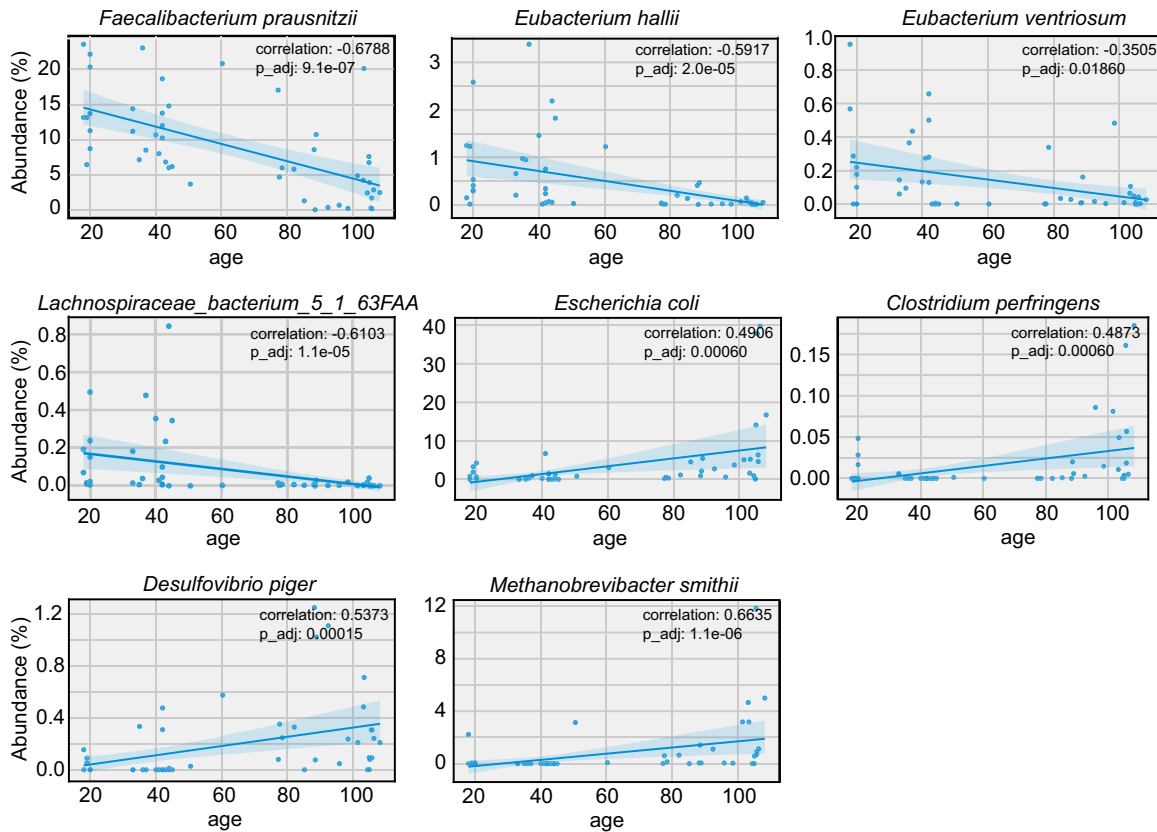 Faecalibacterium prausnitzii
Eubacterium hallii
Eubacterium ventriosum
correlation: -0.6788
p_adj: 9.1e-07
correlation: -0.5917
p_adj: 2.0e-05
correlation: -0.3505
p_adj: 0.01860
Abundance (%)
20
15
10
5
0
3
2
1
0
1.0
0.8
0.6
0.4
0.2
0.0
20 40 60 80 100
20 40 60 80 100
20 40 60 80 100
age
age
age
Lachnospiraceae_bacterium_5_1_63FAA
Escherichia coli
Clostridium perfringens
correlation: -0.6103
p_adj: 1.1e-05
correlation: 0.4906
p_adj: 0.00060
correlation: 0.4873
p_adj: 0.00060
Abundance (%)
0.8
0.6
0.4
0.2
0.0
40
30
20
10
0
0.15
0.10
0.05
0.00
20 40 60 80 100
20 40 60 80 100
20 40 60 80 100
age
age
age
Desulfovibrio piger
Methanobrevibacter smithii
correlation: 0.5373
p_adj: 0.00015
correlation: 0.6635
p_adj: 1.1e-06
Abundance (%)
1.2
0.8
0.4
0.0
12
8
4
2
0
20 40 60 80 100
20 40 60 80 100
age
age